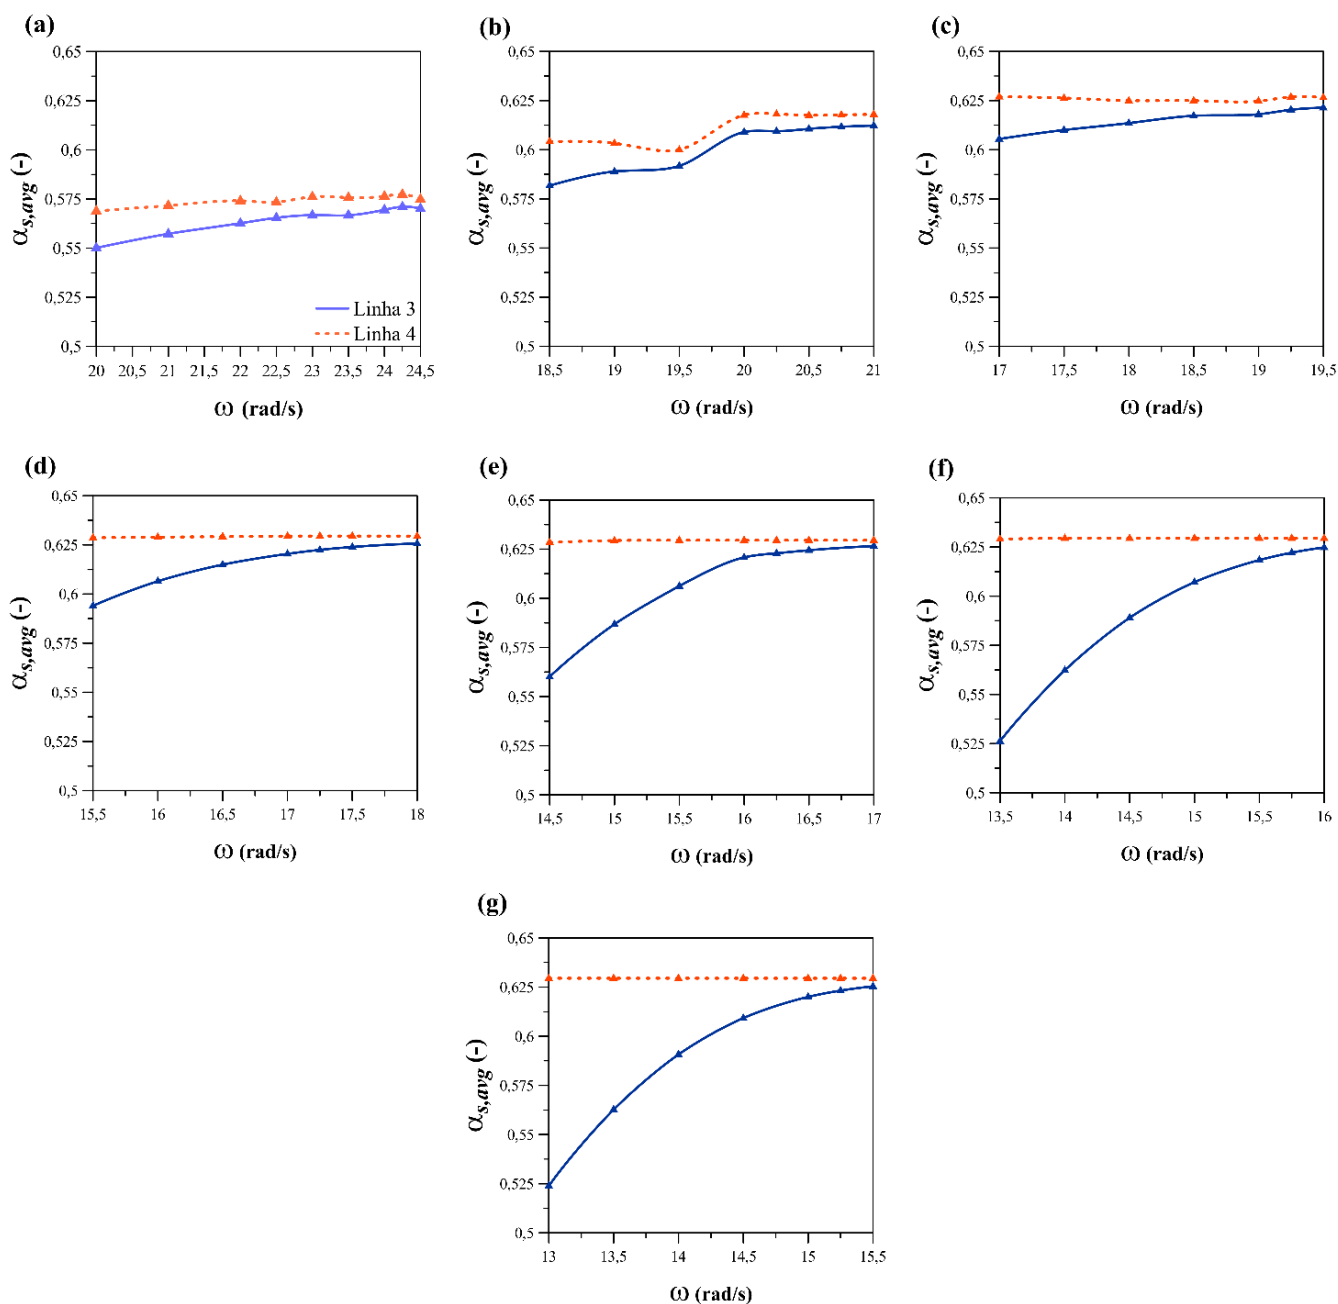 (a)
0,65
0,625
0,6
0,575
0,55
0,525
0,5
αs,avg (-)
Linha 3
Linha 4
20 20,5 21 21,5 22 22,5 23 23,5 24 24,5
ω (rad/s)
(b)
0,65
0,625
0,6
0,575
0,55
0,525
0,5
αs,avg (-)
18,5 19 19,5 20 20,5 21
ω (rad/s)
(c)
0,65
0,625
0,6
0,575
0,55
0,525
0,5
αs,avg (-)
17 17,5 18 18,5 19 19,5
ω (rad/s)
(d)
0,65
0,625
0,6
0,575
0,55
0,525
0,5
αs,avg (-)
15,5 16 16,5 17 17,5 18
ω (rad/s)
(e)
0,65
0,625
0,6
0,575
0,55
0,525
0,5
αs,avg (-)
14,5 15 15,5 16 16,5 17
ω (rad/s)
(f)
0,65
0,625
0,6
0,575
0,55
0,525
0,5
αs,avg (-)
13,5 14 14,5 15 15,5 16
ω (rad/s)
(g)
0,65
0,625
0,6
0,575
0,55
0,525
0,5
αs,avg (-)
13 13,5 14 14,5 15 15,5
ω (rad/s)